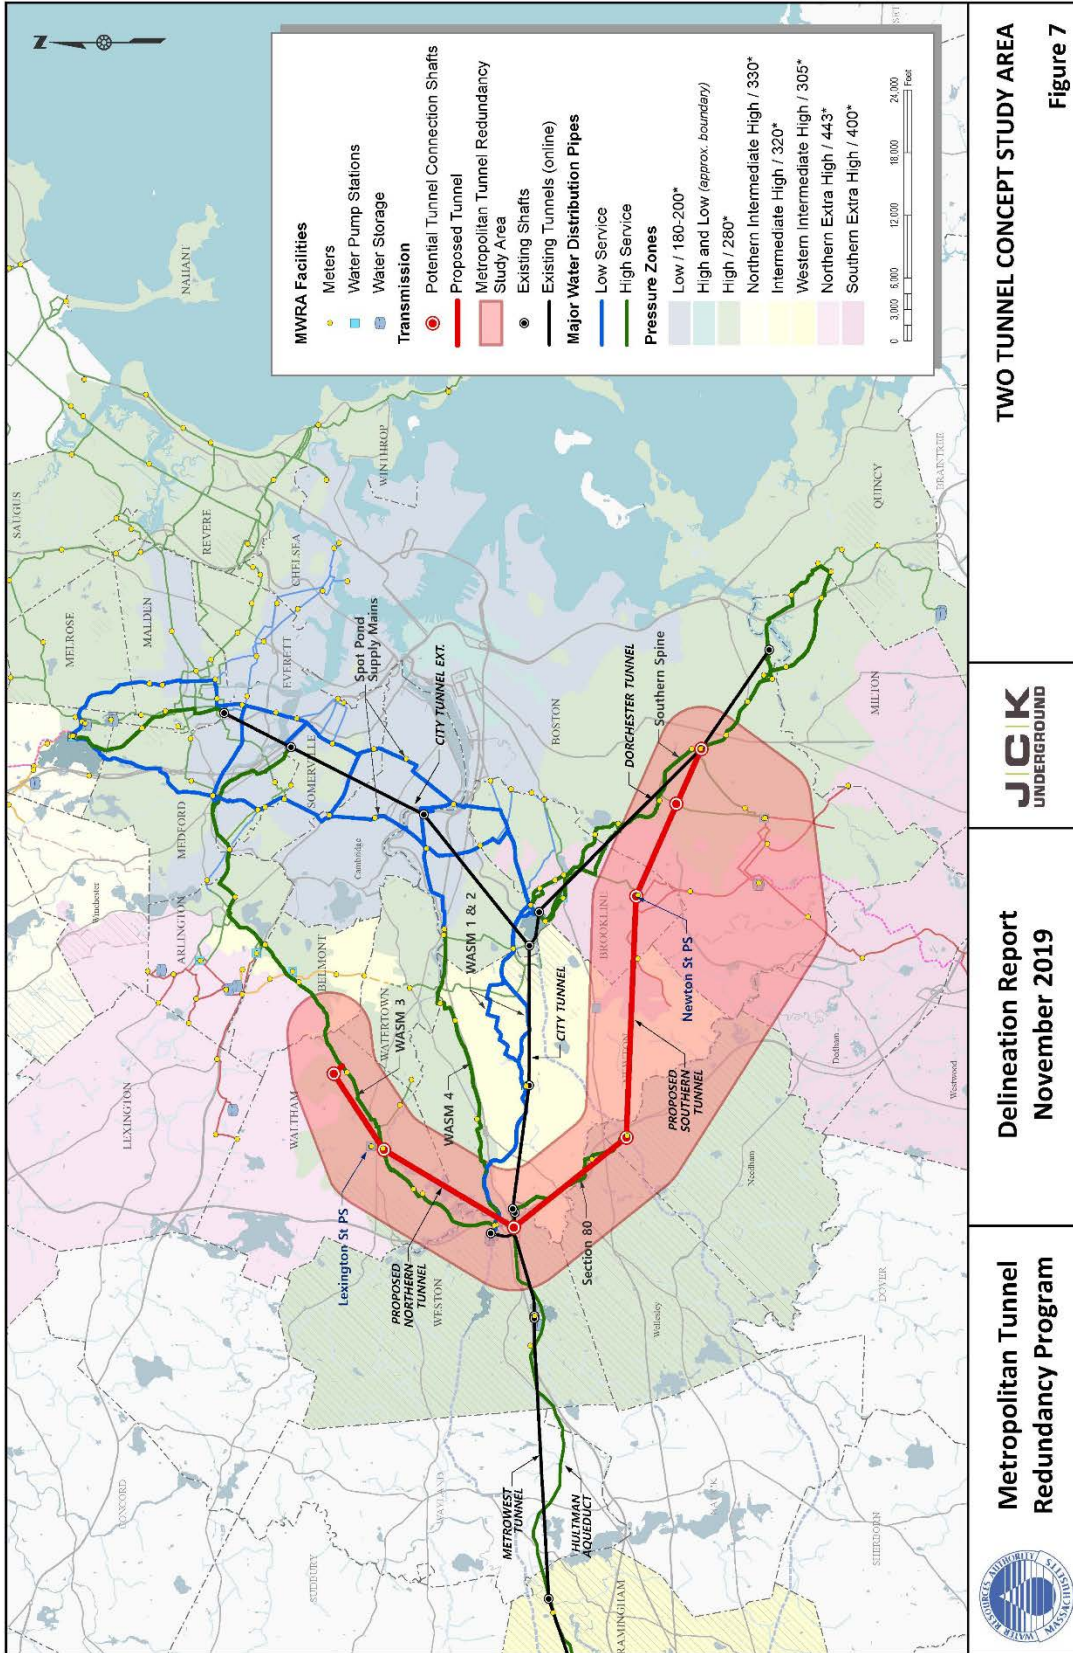 N
MWRA Facilities
Meters
Water Pump Stations
Water Storage
Transmission
Potential Tunnel Connection Shafts
Proposed Tunnel
Metropolitan Tunnel Redundancy
Study Area
Existing Shafts
Existing Tunnels (online)
Major Water Distribution Pipes
Low Service
High Service
Pressure Zones
Low / 180-200*
High and Low (approx. boundary)
High / 280*
Northern Intermediate High / 330*
Intermediate High / 320*
Western Intermediate High / 305*
Northern Extra High / 443*
Southern Extra High / 400*
0 3,000 6,000 12,000 18,000 24,000
Feet
NAHANT
SAUGUS
MELROSE
MALDEN
REVERE
CHELSEA
EVERETT
WINTHROP
Winchester
MEDFORD
SOMERVILLE
Cambridge
Spot Pond
Supply Mains
CITY TUNNEL EXT.
LEXINGTON
ARLINGTON
BELMONT
WALTHAM
WATERTOWN
WASM 3
WASM 4
WASM 1 & 2
BOSTON
Lexington St PS
PROPOSED
NORTHERN
TUNNEL
WESTON
CITY TUNNEL
BROOKLINE
DORCHESTER TUNNEL
Southern Spine
QUINCY
BRAINTREE
MILTON
Newton St PS
NEWTON
PROPOSED
SOUTHERN
TUNNEL
Section 80
Needham
Dedham
Westwood
Wellesley
DOVER
CONCORD
SUDBURY
WAYLAND
METROWEST
TUNNEL
HULTMAN
AQUEDUCT
SHERBORN
RAMINGHAM
MASSACHUSETTS
WATER RESOURCES AUTHORITY
Metropolitan Tunnel
Redundancy Program
Delineation Report
November 2019
J|C|K
UNDERGROUND
TWO TUNNEL CONCEPT STUDY AREA
Figure 7